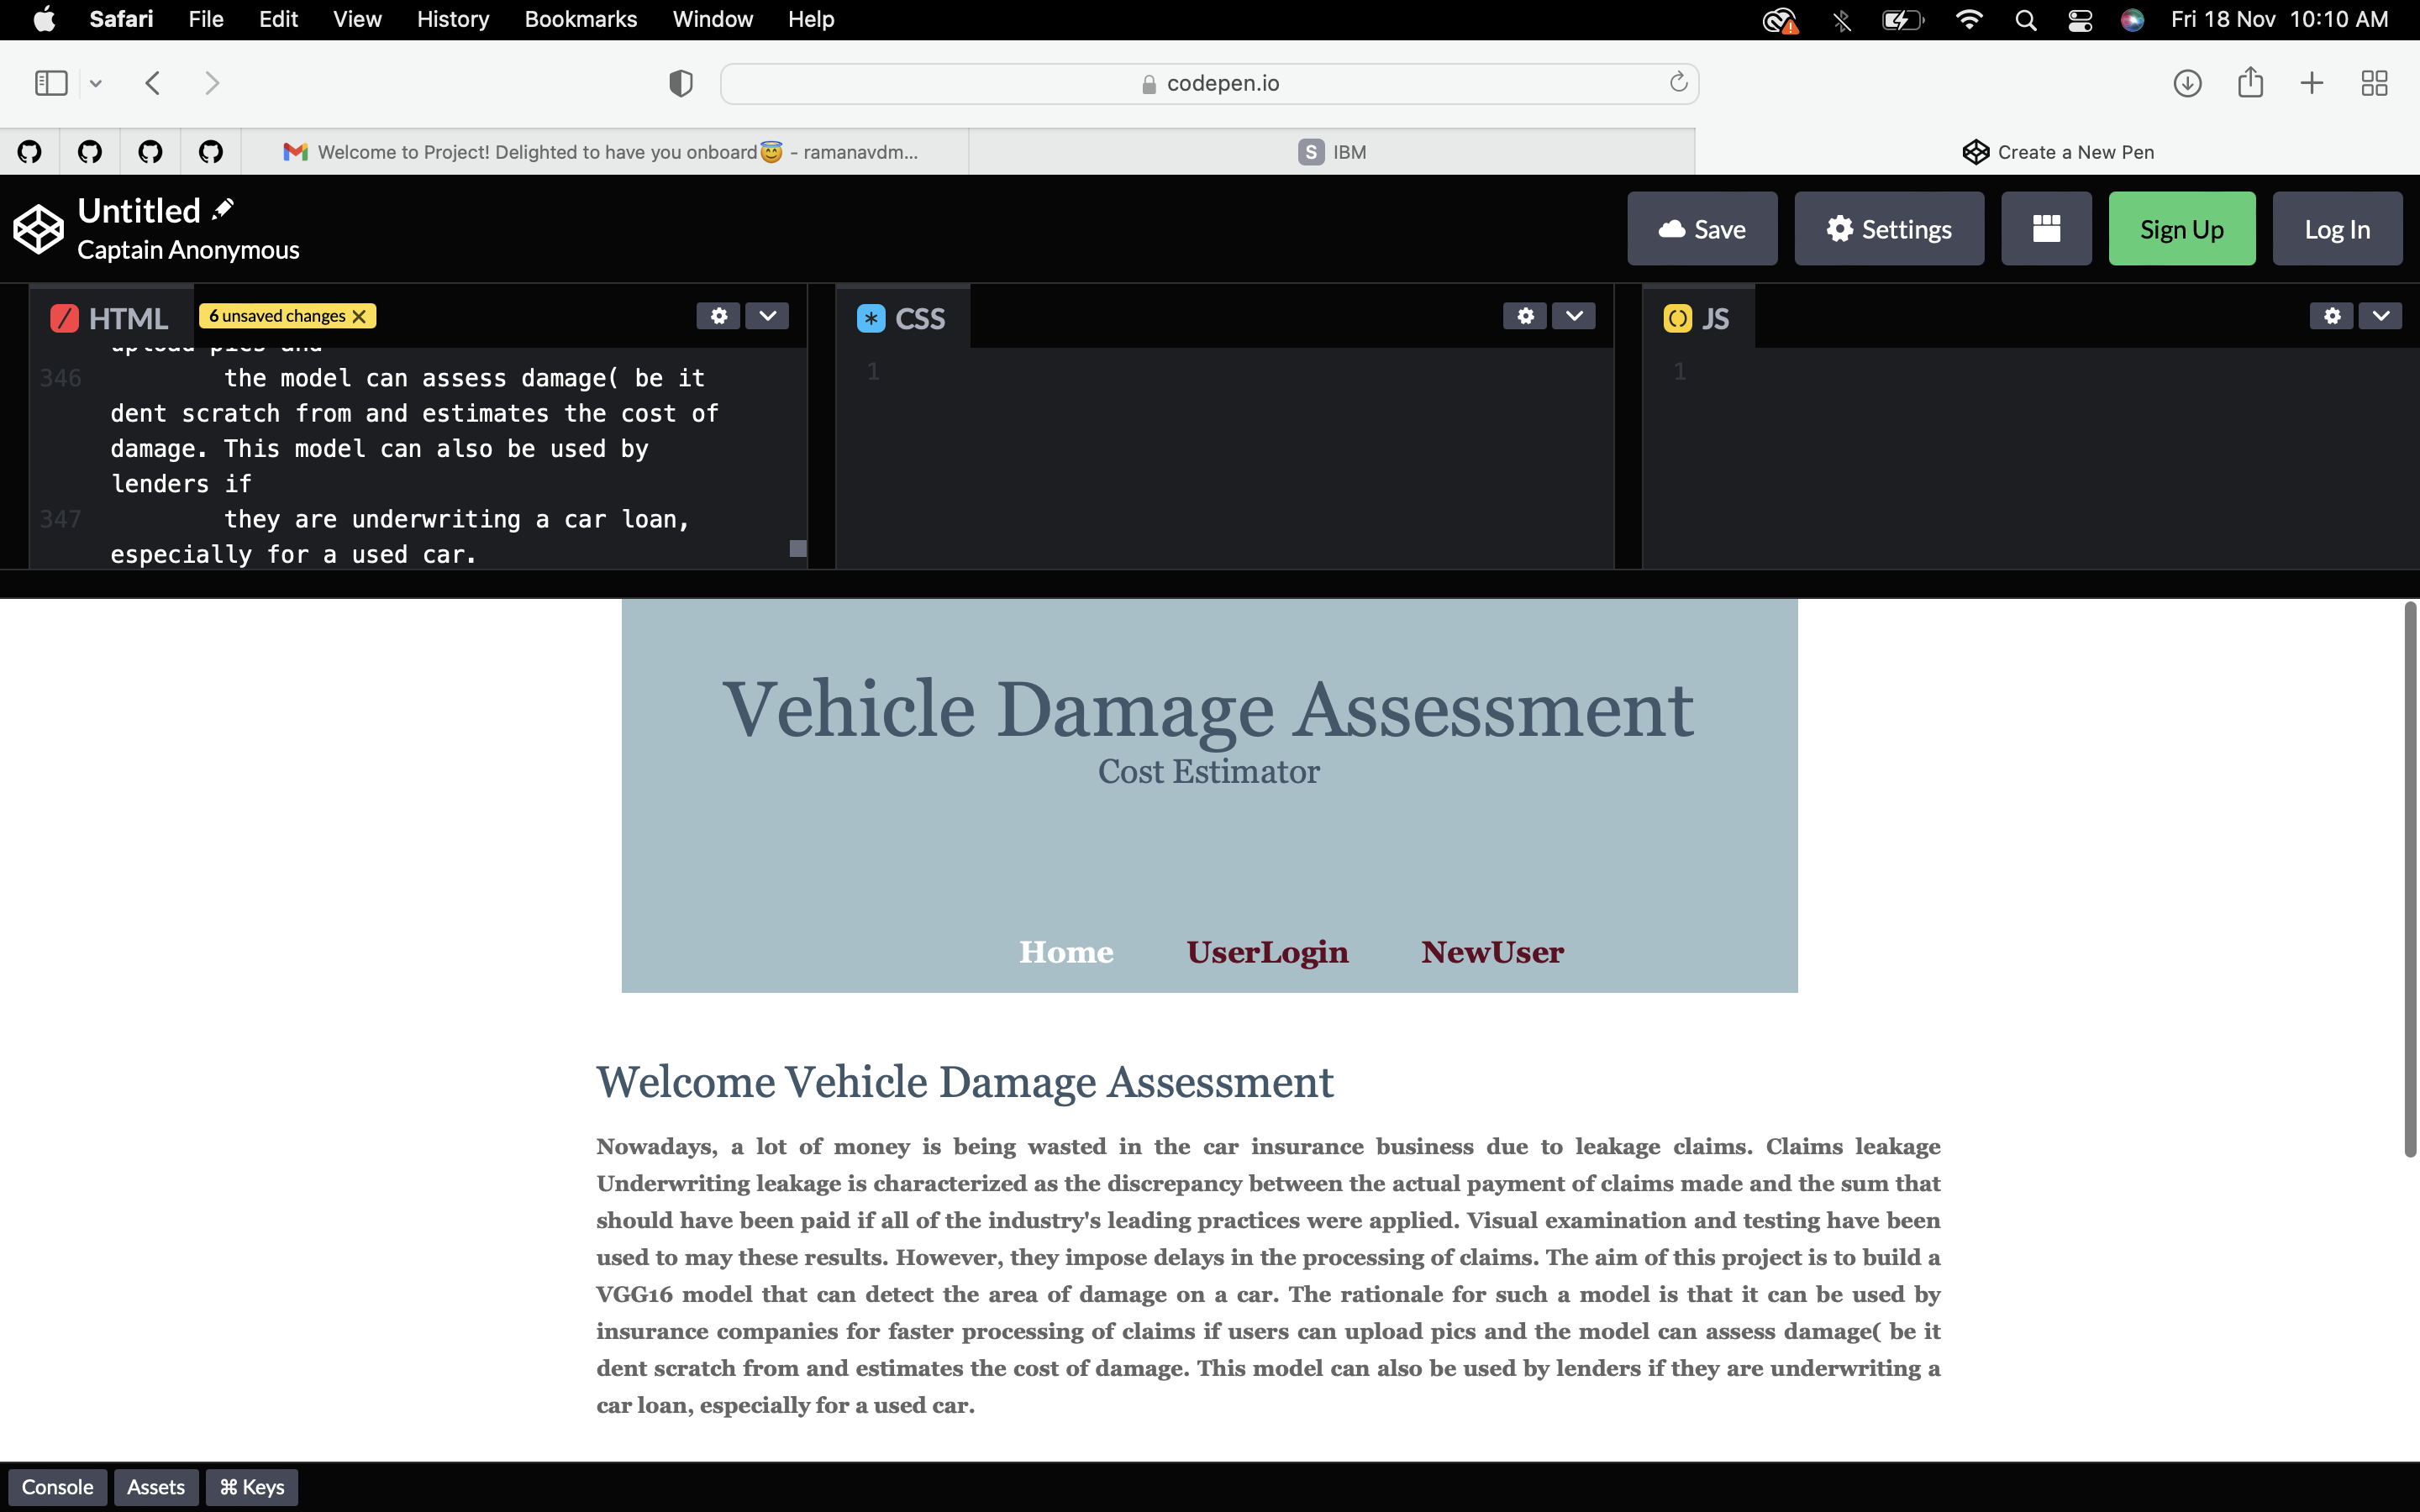 Safari File Edit View History Bookmarks Window Help Fri 18 Nov 10:10 AM
codepen.io
Welcome to Project! Delighted to have you onboard😇 - ramanavdm...
S IBM
Create a New Pen
Untitled
Captain Anonymous
Save Settings Sign Up Log In
HTML 6 unsaved changes
CSS
JS
upload pics and
346 the model can assess damage( be it
dent scratch from and estimates the cost of
damage. This model can also be used by
lenders if
347 they are underwriting a car loan,
especially for a used car.
1
1
Vehicle Damage Assessment
Cost Estimator
Home UserLogin NewUser
Welcome Vehicle Damage Assessment
Nowadays, a lot of money is being wasted in the car insurance business due to leakage claims. Claims leakage
Underwriting leakage is characterized as the discrepancy between the actual payment of claims made and the sum that
should have been paid if all of the industry's leading practices were applied. Visual examination and testing have been
used to may these results. However, they impose delays in the processing of claims. The aim of this project is to build a
VGG16 model that can detect the area of damage on a car. The rationale for such a model is that it can be used by
insurance companies for faster processing of claims if users can upload pics and the model can assess damage( be it
dent scratch from and estimates the cost of damage. This model can also be used by lenders if they are underwriting a
car loan, especially for a used car.
Console Assets ⌘ Keys